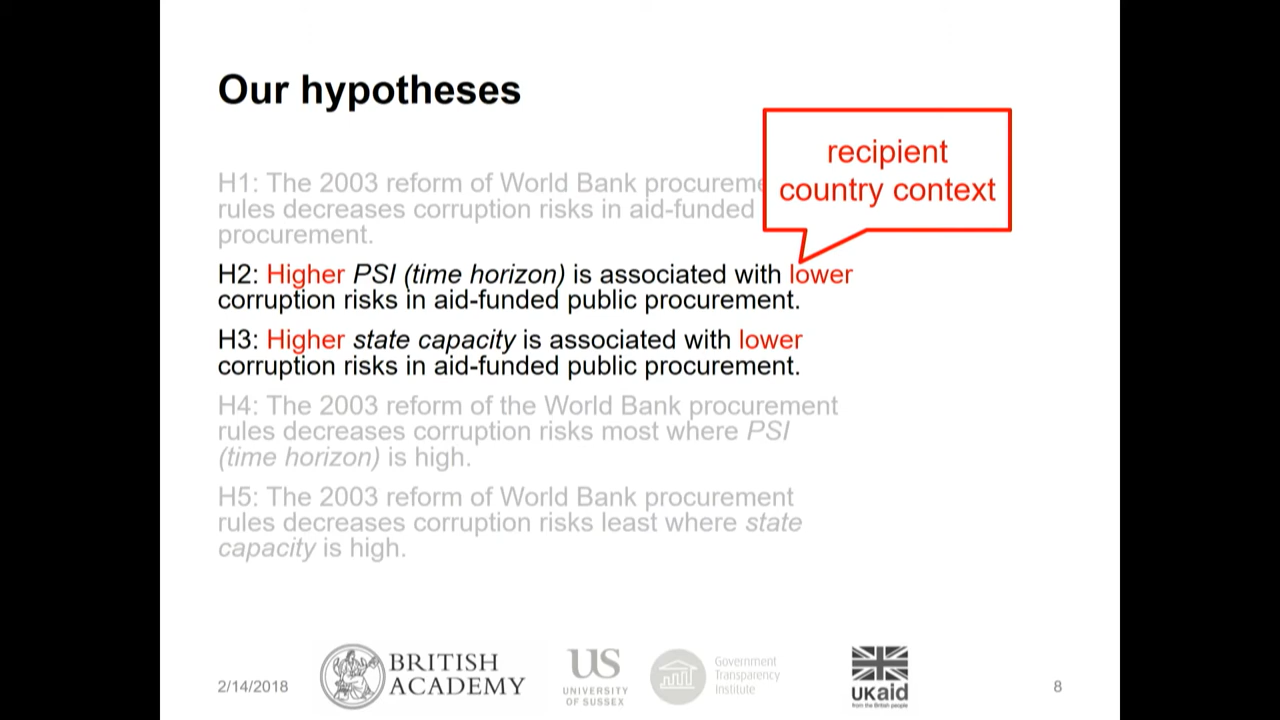 Our hypotheses
recipient
country context
H1: The 2003 reform of World Bank procureme
rules decreases corruption risks in aid-funded
procurement.
H2: Higher PSI (time horizon) is associated with lower
corruption risks in aid-funded public procurement.
H3: Higher state capacity is associated with lower
corruption risks in aid-funded public procurement.
H4: The 2003 reform of the World Bank procurement
rules decreases corruption risks most where PSI
(time horizon) is high.
H5: The 2003 reform of World Bank procurement
rules decreases corruption risks least where state
capacity is high.
2/14/2018
BRITISH
ACADEMY
US
UNIVERSITY
OF SUSSEX
Government
Transparency
Institute
UKaid
from the British people
8